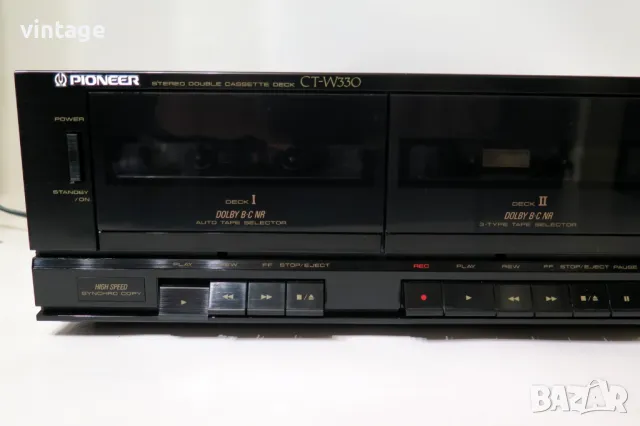 vintage_
PIONEER STEREO DOUBLE CASSETTE DECK CT-W330
POWER
STANDBY
/ON
DECK I
DOLBY B·C NR
AUTO TAPE SELECTOR
DECK II
DOLBY B·C NR
3-TYPE TAPE SELECTOR
PLAY REW FF STOP/EJECT
REC PLAY REW FF STOP/EJECT PAUSE
HIGH SPEED
SYNCHRO COPY
BAZAR